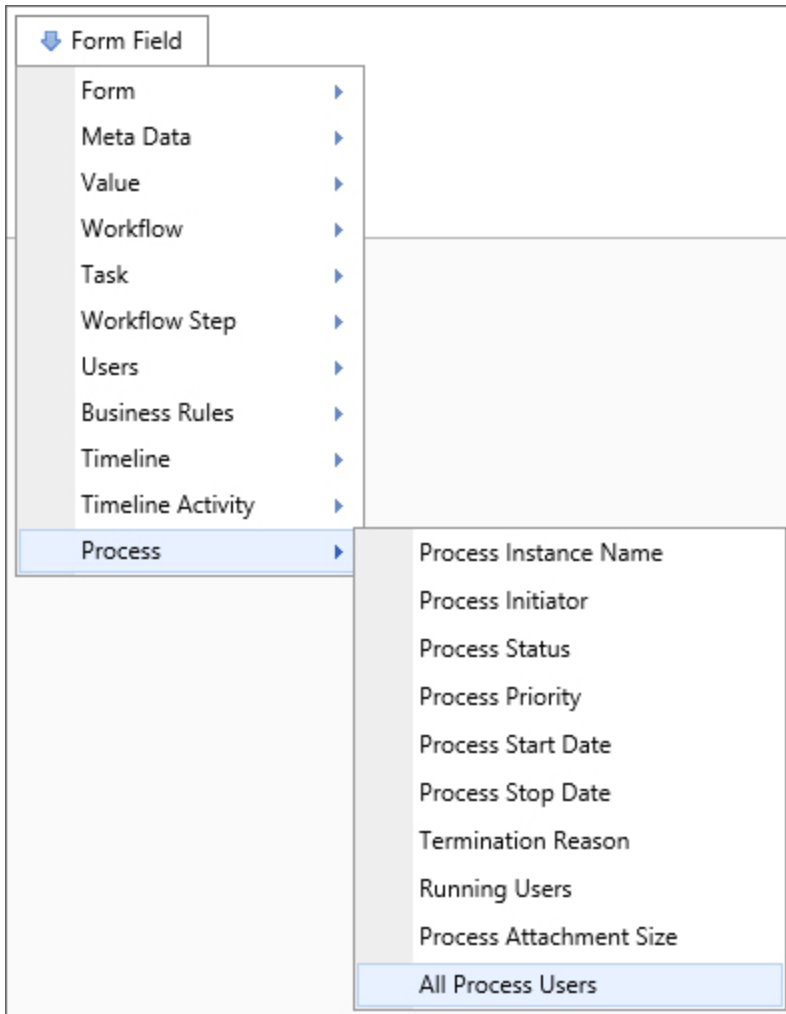 Form Field
Form
Meta Data
Value
Workflow
Task
Workflow Step
Users
Business Rules
Timeline
Timeline Activity
Process
Process Instance Name
Process Initiator
Process Status
Process Priority
Process Start Date
Process Stop Date
Termination Reason
Running Users
Process Attachment Size
All Process Users